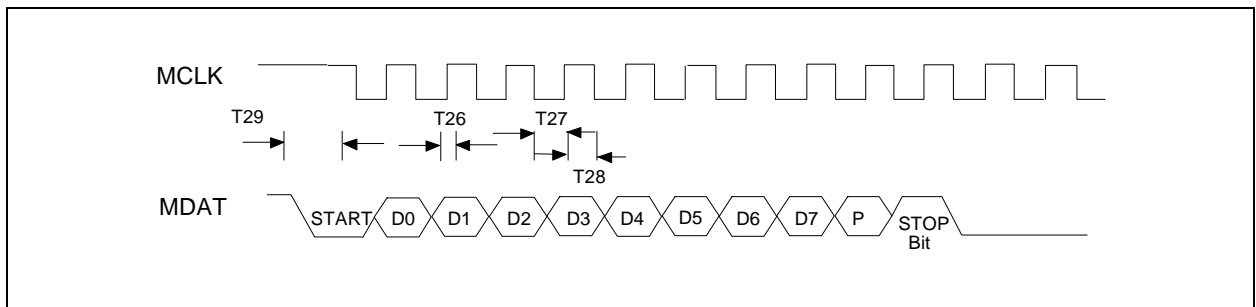 MCLK
T29 T26 T27
T28
MDAT
START D0 D1 D2 D3 D4 D5 D6 D7 P STOP
Bit